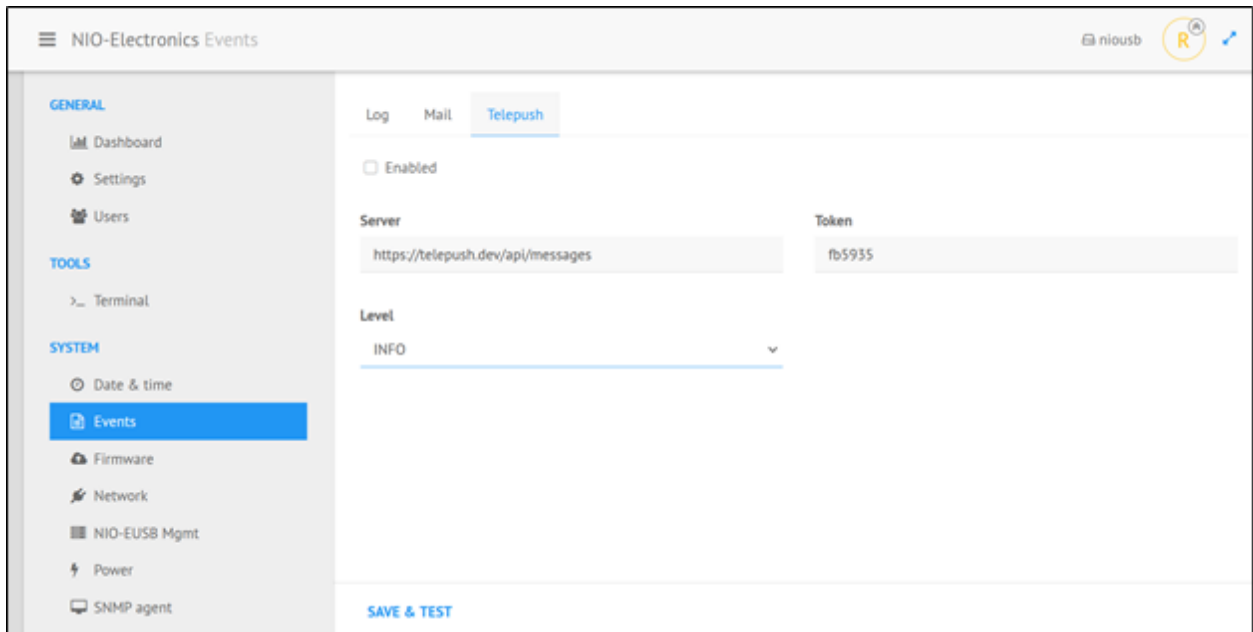 NIO-Electronics Events
niousb
R
GENERAL
Dashboard
Settings
Users
TOOLS
>_ Terminal
SYSTEM
Date & time
Events
Firmware
Network
NIO-EUSB Mgmt
Power
SNMP agent
Log Mail Telepush
Enabled
Server Token
https://telepush.dev/api/messages fb5935
Level
INFO
SAVE & TEST